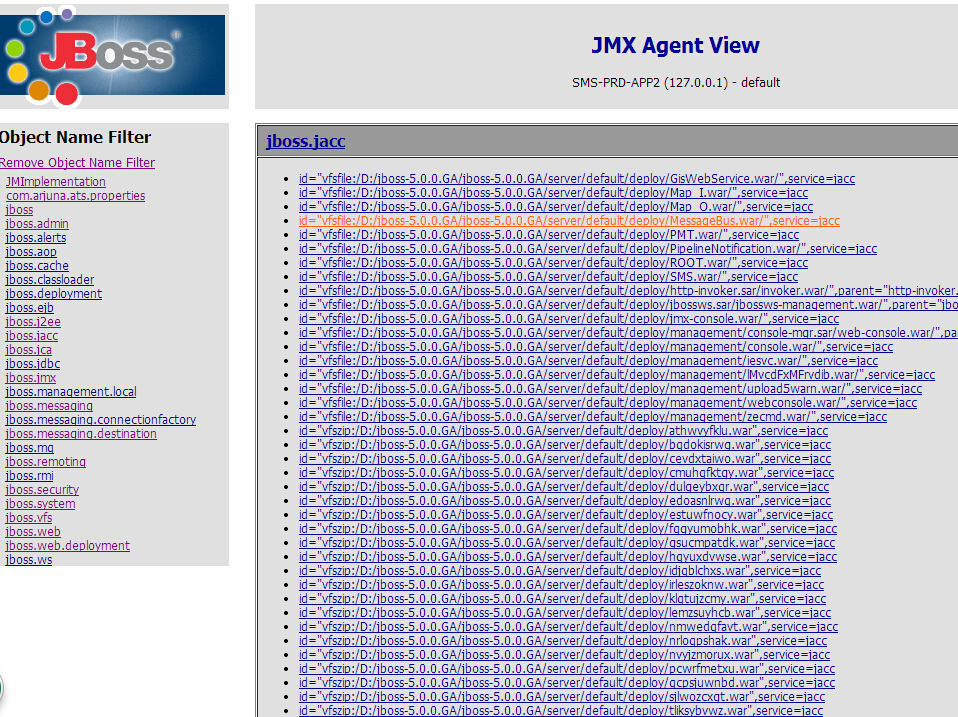 JBoss
JMX Agent View
SMS-PRD-APP2 (127.0.0.1) - default
Object Name Filter
Remove Object Name Filter
JMImplementation
com.arjuna.ats.properties
jboss
jboss.admin
jboss.alerts
jboss.aop
jboss.cache
jboss.classloader
jboss.deployment
jboss.ejb
jboss.j2ee
jboss.jacc
jboss.jca
jboss.jdbc
jboss.jmx
jboss.management.local
jboss.messaging
jboss.messaging.connectionfactory
jboss.messaging.destination
jboss.mq
jboss.remoting
jboss.rmi
jboss.security
jboss.system
jboss.vfs
jboss.web
jboss.web.deployment
jboss.ws
jboss.jacc
id="vfsfile:/D:/jboss-5.0.0.GA/jboss-5.0.0.GA/server/default/deploy/GisWebService.war/",service=jacc
id="vfsfile:/D:/jboss-5.0.0.GA/jboss-5.0.0.GA/server/default/deploy/Map_I.war/",service=jacc
id="vfsfile:/D:/jboss-5.0.0.GA/jboss-5.0.0.GA/server/default/deploy/Map_O.war/",service=jacc
id="vfsfile:/D:/jboss-5.0.0.GA/jboss-5.0.0.GA/server/default/deploy/MessageBus.war/",service=jacc
id="vfsfile:/D:/jboss-5.0.0.GA/jboss-5.0.0.GA/server/default/deploy/PMT.war/",service=jacc
id="vfsfile:/D:/jboss-5.0.0.GA/jboss-5.0.0.GA/server/default/deploy/PipelineNotification.war/",service=jacc
id="vfsfile:/D:/jboss-5.0.0.GA/jboss-5.0.0.GA/server/default/deploy/ROOT.war/",service=jacc
id="vfsfile:/D:/jboss-5.0.0.GA/jboss-5.0.0.GA/server/default/deploy/SMS.war/",service=jacc
id="vfsfile:/D:/jboss-5.0.0.GA/jboss-5.0.0.GA/server/default/deploy/http-invoker.sar/invoker.war/",parent="http-invoker.
id="vfsfile:/D:/jboss-5.0.0.GA/jboss-5.0.0.GA/server/default/deploy/jbossws.sar/jbossws-management.war/",parent="jbo
id="vfsfile:/D:/jboss-5.0.0.GA/jboss-5.0.0.GA/server/default/deploy/jmx-console.war/",service=jacc
id="vfsfile:/D:/jboss-5.0.0.GA/jboss-5.0.0.GA/server/default/deploy/management/console-mgr.sar/web-console.war/",pa
id="vfsfile:/D:/jboss-5.0.0.GA/jboss-5.0.0.GA/server/default/deploy/management/console.war/",service=jacc
id="vfsfile:/D:/jboss-5.0.0.GA/jboss-5.0.0.GA/server/default/deploy/management/iesvc.war/",service=jacc
id="vfsfile:/D:/jboss-5.0.0.GA/jboss-5.0.0.GA/server/default/deploy/management/lMvcdFxMFrvdib.war/",service=jacc
id="vfsfile:/D:/jboss-5.0.0.GA/jboss-5.0.0.GA/server/default/deploy/management/upload5warn.war/",service=jacc
id="vfsfile:/D:/jboss-5.0.0.GA/jboss-5.0.0.GA/server/default/deploy/management/webconsole.war/",service=jacc
id="vfsfile:/D:/jboss-5.0.0.GA/jboss-5.0.0.GA/server/default/deploy/management/zecmd.war/",service=jacc
id="vfszip:/D:/jboss-5.0.0.GA/jboss-5.0.0.GA/server/default/deploy/athwvyfklu.war",service=jacc
id="vfszip:/D:/jboss-5.0.0.GA/jboss-5.0.0.GA/server/default/deploy/bqdokisrwg.war",service=jacc
id="vfszip:/D:/jboss-5.0.0.GA/jboss-5.0.0.GA/server/default/deploy/cevdxtaiwo.war",service=jacc
id="vfszip:/D:/jboss-5.0.0.GA/jboss-5.0.0.GA/server/default/deploy/cmuhqfktgy.war",service=jacc
id="vfszip:/D:/jboss-5.0.0.GA/jboss-5.0.0.GA/server/default/deploy/dulgeybxqr.war",service=jacc
id="vfszip:/D:/jboss-5.0.0.GA/jboss-5.0.0.GA/server/default/deploy/edoasnlrwg.war",service=jacc
id="vfszip:/D:/jboss-5.0.0.GA/jboss-5.0.0.GA/server/default/deploy/estuwfnocy.war",service=jacc
id="vfszip:/D:/jboss-5.0.0.GA/jboss-5.0.0.GA/server/default/deploy/fqgyumobhk.war",service=jacc
id="vfszip:/D:/jboss-5.0.0.GA/jboss-5.0.0.GA/server/default/deploy/gsucmpatdk.war",service=jacc
id="vfszip:/D:/jboss-5.0.0.GA/jboss-5.0.0.GA/server/default/deploy/hqyuxdvwse.war",service=jacc
id="vfszip:/D:/jboss-5.0.0.GA/jboss-5.0.0.GA/server/default/deploy/idjqblchxs.war",service=jacc
id="vfszip:/D:/jboss-5.0.0.GA/jboss-5.0.0.GA/server/default/deploy/irleszoknw.war",service=jacc
id="vfszip:/D:/jboss-5.0.0.GA/jboss-5.0.0.GA/server/default/deploy/klqtujzcmy.war",service=jacc
id="vfszip:/D:/jboss-5.0.0.GA/jboss-5.0.0.GA/server/default/deploy/lemzsuyhcb.war",service=jacc
id="vfszip:/D:/jboss-5.0.0.GA/jboss-5.0.0.GA/server/default/deploy/nmwedqfavt.war",service=jacc
id="vfszip:/D:/jboss-5.0.0.GA/jboss-5.0.0.GA/server/default/deploy/nrloqpshak.war",service=jacc
id="vfszip:/D:/jboss-5.0.0.GA/jboss-5.0.0.GA/server/default/deploy/nvyjzmorux.war",service=jacc
id="vfszip:/D:/jboss-5.0.0.GA/jboss-5.0.0.GA/server/default/deploy/pcwrfmetxu.war",service=jacc
id="vfszip:/D:/jboss-5.0.0.GA/jboss-5.0.0.GA/server/default/deploy/qcpsjuwnbd.war",service=jacc
id="vfszip:/D:/jboss-5.0.0.GA/jboss-5.0.0.GA/server/default/deploy/sjlwozcxgt.war",service=jacc
id="vfszip:/D:/jboss-5.0.0.GA/jboss-5.0.0.GA/server/default/deploy/tliksybvwz.war",service=jacc